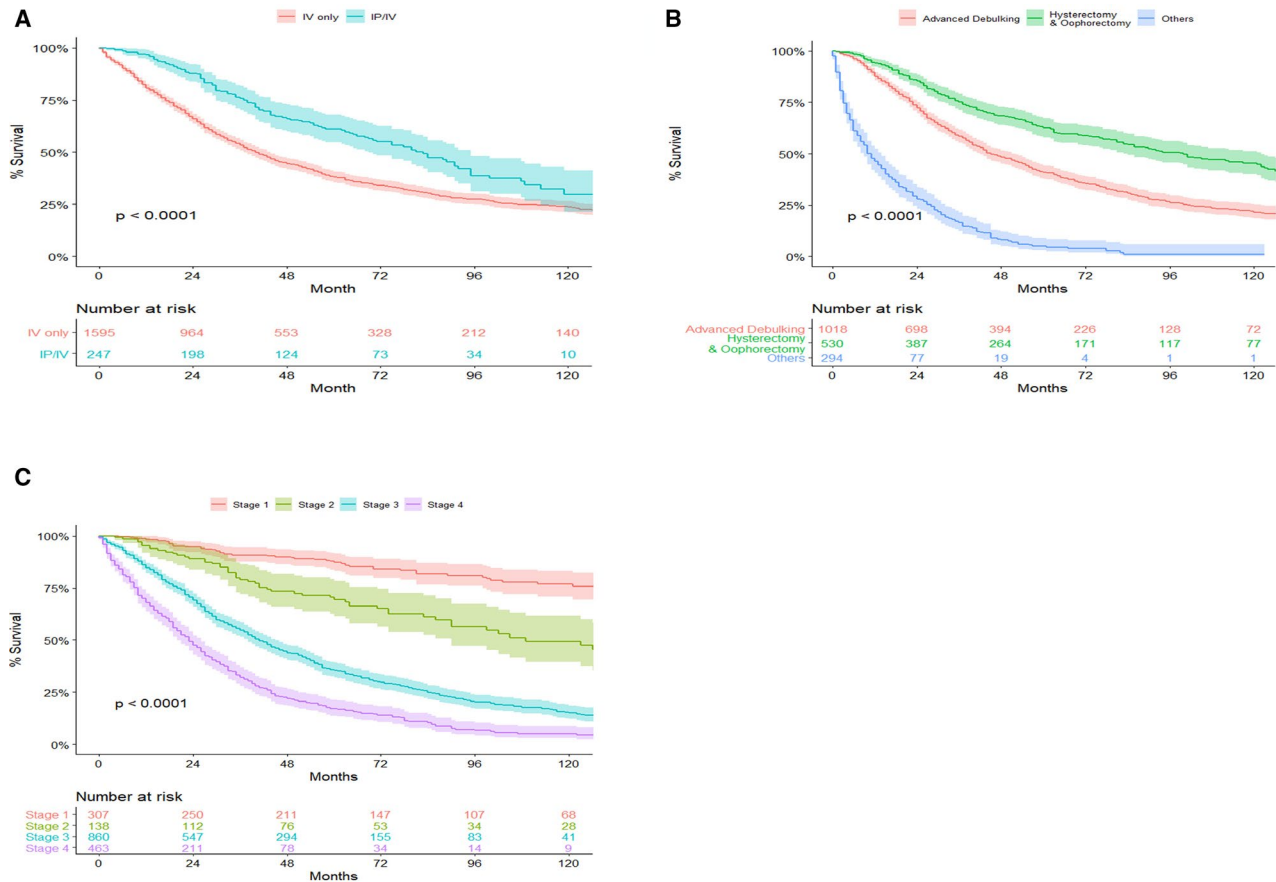 A
IV only IP/IV
100%
75%
50%
25%
0%
% Survival
p < 0.0001
0 24 48 72 96 120
Month
Number at risk
IV only 1595 964 553 328 212 140
IP/IV 247 198 124 73 34 10
0 24 48 72 96 120
Months
B
Advanced Debulking Hysterectomy & Oophorectomy Others
100%
75%
50%
25%
0%
% Survival
p < 0.0001
0 24 48 72 96 120
Months
Number at risk
Advanced Debulking 1018 698 394 226 128 72
Hysterectomy
& Oophorectomy 530 387 264 171 117 77
Others 294 77 19 4 1 1
0 24 48 72 96 120
Months
C
Stage 1 Stage 2 Stage 3 Stage 4
100%
75%
50%
25%
0%
% Survival
p < 0.0001
0 24 48 72 96 120
Months
Number at risk
Stage 1 307 250 211 147 107 68
Stage 2 138 112 76 53 34 28
Stage 3 860 547 294 155 83 41
Stage 4 463 211 78 34 14 9
0 24 48 72 96 120
Months